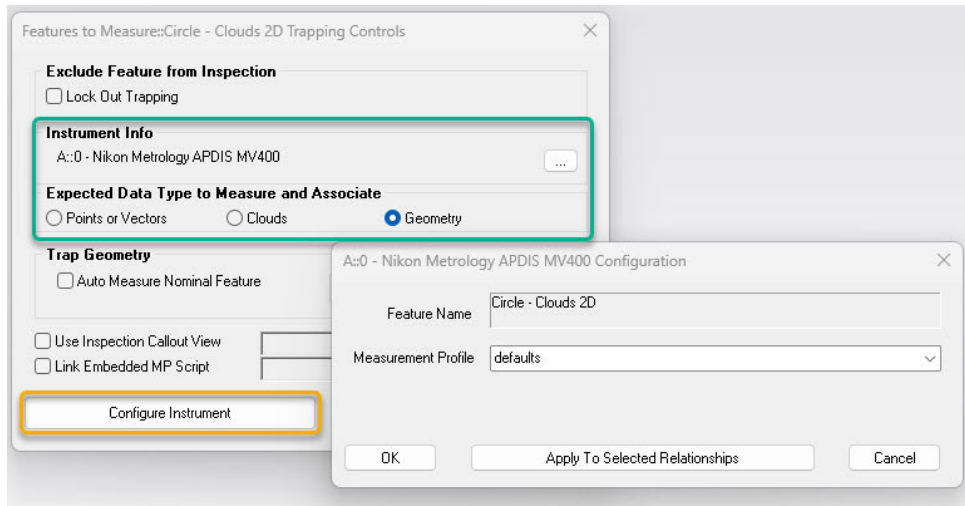 Features to Measure::Circle - Clouds 2D Trapping Controls
Exclude Feature from Inspection
Lock Out Trapping
Instrument Info
A::0 - Nikon Metrology APDIS MV400
...
Expected Data Type to Measure and Associate
Points or Vectors Clouds Geometry
Trap Geometry
Auto Measure Nominal Feature
Use Inspection Callout View
Link Embedded MP Script
Configure Instrument
A::0 - Nikon Metrology APDIS MV400 Configuration
Feature Name Circle - Clouds 2D
Measurement Profile defaults
OK Apply To Selected Relationships Cancel